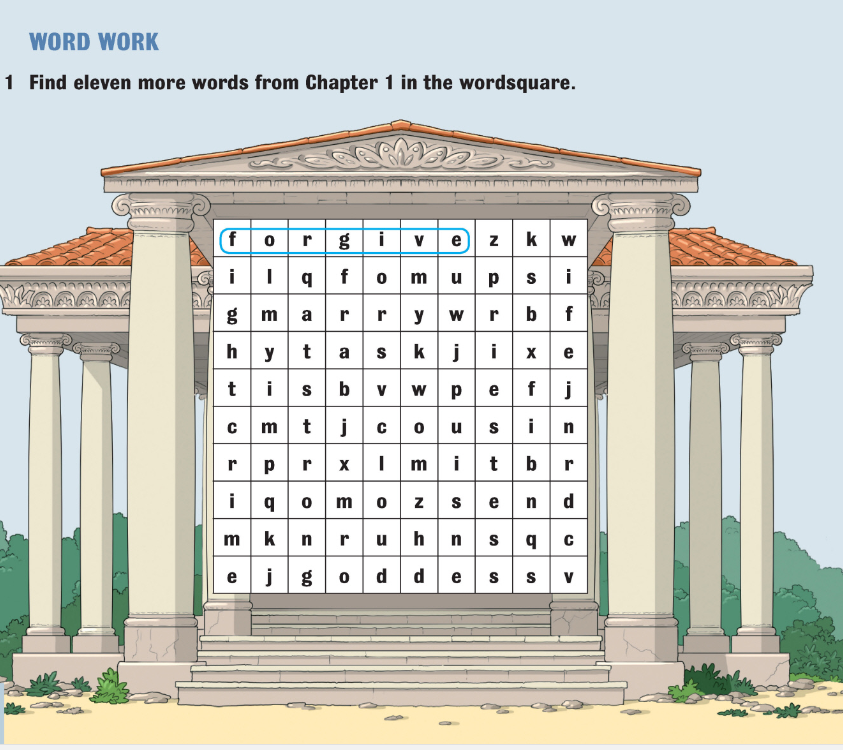 WORD WORK
1 Find eleven more words from Chapter 1 in the wordsquare.
f o r g i v e z k w
i l q f o m u p s i
g m a r r y w r b f
h y t a s k j i x e
t i s b v w p e f j
c m t j c o u s i n
r p r x l m i t b r
i q o m o z s e n d
m k n r u h n s q c
e j g o d d e s s v